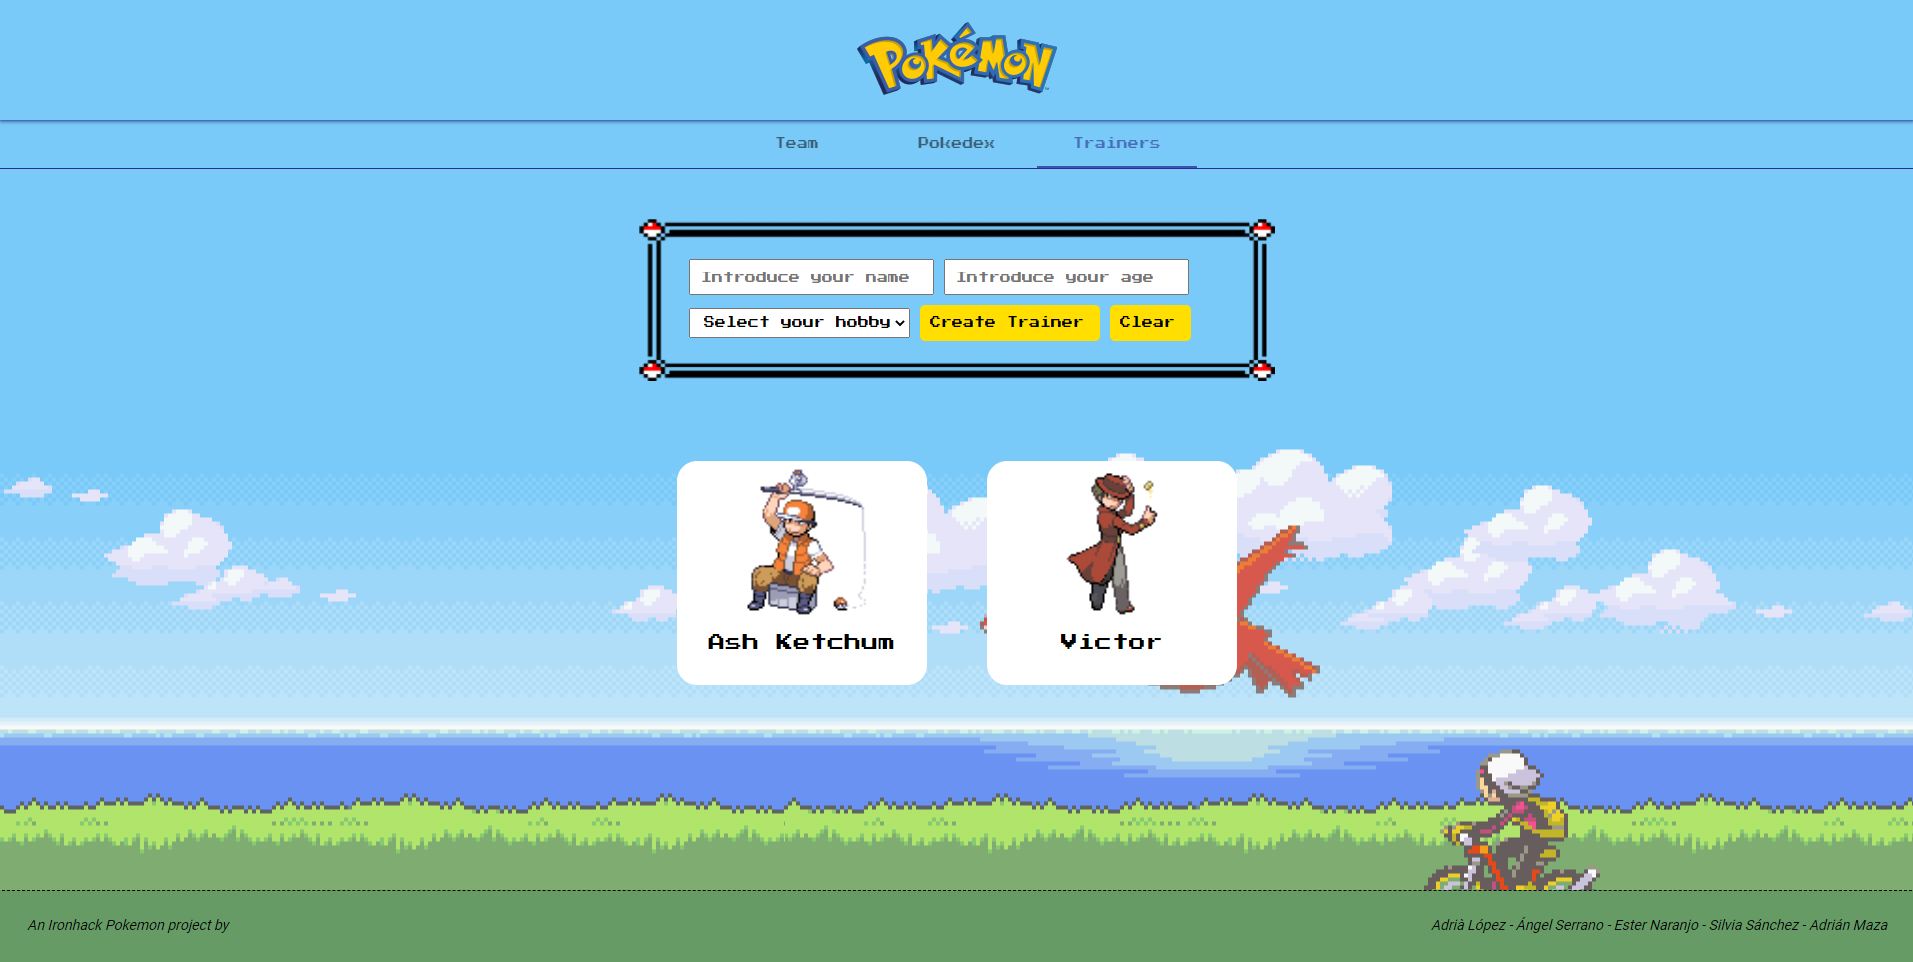 Pokémon
Team Pokedex Trainers
Introduce your name Introduce your age
Select your hobby Create Trainer Clear
Ash Ketchum Victor
An Ironhack Pokemon project by Adrià López - Ángel Serrano - Ester Naranjo - Silvia Sánchez - Adrián Maza